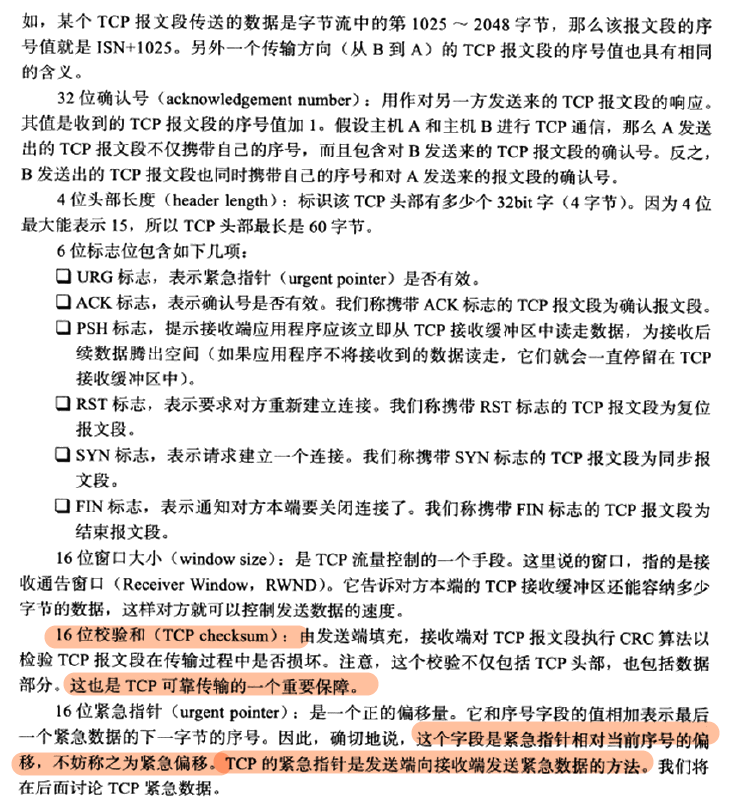 如，某个 TCP 报文段传送的数据是字节流中的第 1025 ～ 2048 字节，那么该报文段的序
号值就是 ISN+1025。另外一个传输方向（从 B 到 A）的 TCP 报文段的序号值也具有相同
的含义。
32 位确认号（acknowledgement number）：用作对另一方发送来的 TCP 报文段的响应。
其值是收到的 TCP 报文段的序号值加 1。假设主机 A 和主机 B 进行 TCP 通信，那么 A 发送
出的 TCP 报文段不仅携带自己的序号，而且包含对 B 发送来的 TCP 报文段的确认号。反之，
B 发送出的 TCP 报文段也同时携带自己的序号和对 A 发送来的报文段的确认号。
4 位头部长度（header length）：标识该 TCP 头部有多少个 32bit 字（4 字节）。因为 4 位
最大能表示 15，所以 TCP 头部最长是 60 字节。
6 位标志位包含如下几项：
❑ URG 标志，表示紧急指针（urgent pointer）是否有效。
❑ ACK 标志，表示确认号是否有效。我们称携带 ACK 标志的 TCP 报文段为确认报文段。
❑ PSH 标志，提示接收端应用程序应该立即从 TCP 接收缓冲区中读走数据，为接收后
续数据腾出空间（如果应用程序不将接收到的数据读走，它们就会一直停留在 TCP
接收缓冲区中）。
❑ RST 标志，表示要求对方重新建立连接。我们称携带 RST 标志的 TCP 报文段为复位
报文段。
❑ SYN 标志，表示请求建立一个连接。我们称携带 SYN 标志的 TCP 报文段为同步报
文段。
❑ FIN 标志，表示通知对方本端要关闭连接了。我们称携带 FIN 标志的 TCP 报文段为
结束报文段。
16 位窗口大小（window size）：是 TCP 流量控制的一个手段。这里说的窗口，指的是接
收通告窗口（Receiver Window，RWND）。它告诉对方本端的 TCP 接收缓冲区还能容纳多少
字节的数据，这样对方就可以控制发送数据的速度。
16 位校验和（TCP checksum）：由发送端填充，接收端对 TCP 报文段执行 CRC 算法以
检验 TCP 报文段在传输过程中是否损坏。注意，这个校验不仅包括 TCP 头部，也包括数据
部分。这也是 TCP 可靠传输的一个重要保障。
16 位紧急指针（urgent pointer）：是一个正的偏移量。它和序号字段的值相加表示最后
一个紧急数据的下一字节的序号。因此，确切地说，这个字段是紧急指针相对当前序号的偏
移，不妨称之为紧急偏移。TCP 的紧急指针是发送端向接收端发送紧急数据的方法。我们将
在后面讨论 TCP 紧急数据。